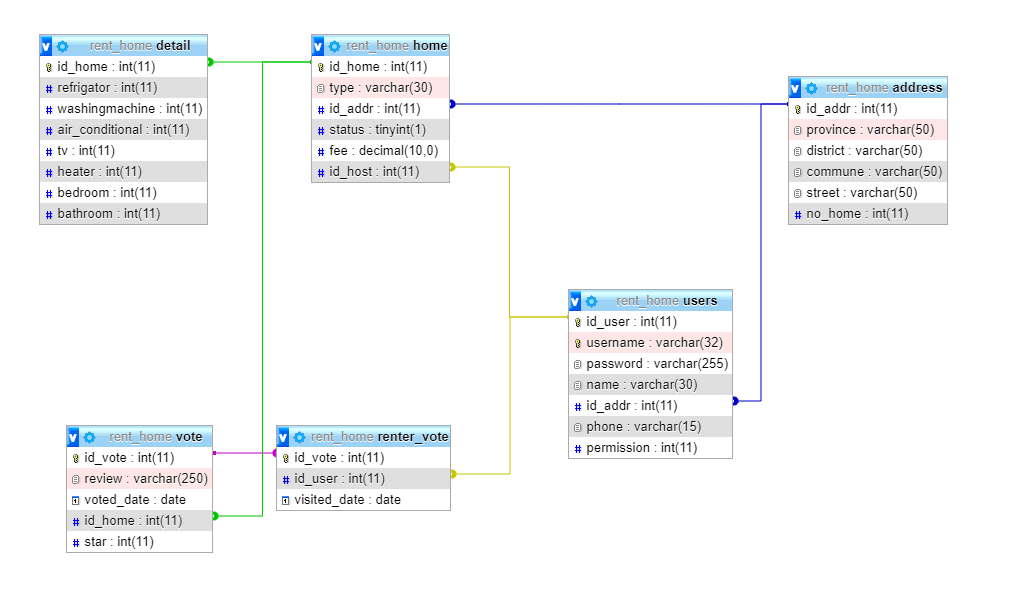 rent_home detail
id_home : int(11)
refrigator : int(11)
washingmachine : int(11)
air_conditional : int(11)
tv : int(11)
heater : int(11)
bedroom : int(11)
bathroom : int(11)
rent_home home
id_home : int(11)
type : varchar(30)
id_addr : int(11)
status : tinyint(1)
fee : decimal(10,0)
id_host : int(11)
rent_home address
id_addr : int(11)
province : varchar(50)
district : varchar(50)
commune : varchar(50)
street : varchar(50)
no_home : int(11)
rent_home users
id_user : int(11)
username : varchar(32)
password : varchar(255)
name : varchar(30)
id_addr : int(11)
phone : varchar(15)
permission : int(11)
rent_home vote
id_vote : int(11)
review : varchar(250)
voted_date : date
id_home : int(11)
star : int(11)
rent_home renter_vote
id_vote : int(11)
id_user : int(11)
visited_date : date